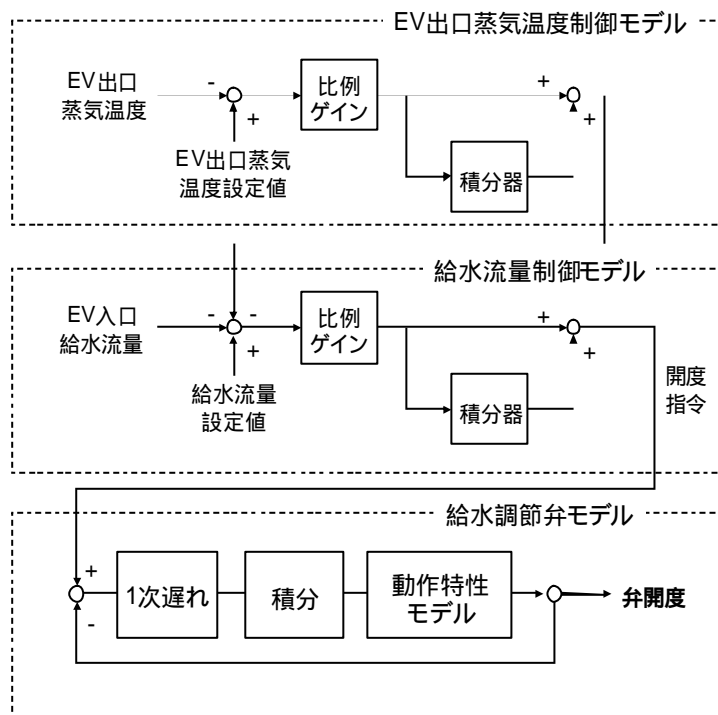 EV出口蒸気温度制御モデル
EV出口
蒸気温度
-
+
比例
ゲイン
+
+
EV出口蒸気
温度設定値
積分器
給水流量制御モデル
EV入口
給水流量
-
-
+
比例
ゲイン
+
+
給水流量
設定値
積分器
開度
指令
給水調節弁モデル
+
-
1次遅れ
積分
動作特性
モデル
弁開度